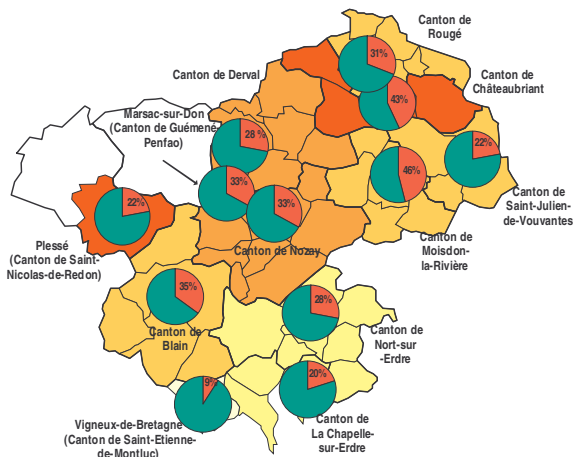 Canton de
Rougé
31%
Canton de Derval
Canton de
Châteaubriant
43%
Marsac-sur-Don
(Canton de Guémené-
Penfao)
28 %
22%
46%
33%
33%
Canton de
Saint-Julien-
de-Vouvantes
22%
Plessé
(Canton de Saint-
Nicolas-de-Redon)
Canton de Nozay
Canton de
Moisdon-
la-Rivière
35%
Canton de
Blain
28%
Canton de
Nort-sur
-Erdre
9%
20%
Vigneux-de-Bretagne
(Canton de Saint-Etienne
de-Montluc)
Canton de
La Chapelle-
sur-Erdre